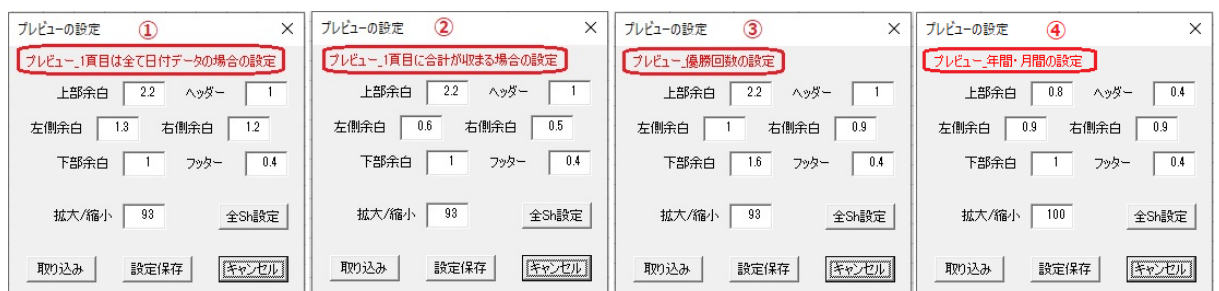 プレビューの設定 ① ×
プレビュー_1頁目は全て日付データの場合の設定
上部余白 2.2 ヘッダー 1
左側余白 1.3 右側余白 1.2
下部余白 1 フッター 0.4
拡大/縮小 93 全Sh設定
取り込み 設定保存 キャンセル
プレビューの設定 ② ×
プレビュー_1頁目に合計が収まる場合の設定
上部余白 2.2 ヘッダー 1
左側余白 0.6 右側余白 0.5
下部余白 1 フッター 0.4
拡大/縮小 93 全Sh設定
取り込み 設定保存 キャンセル
プレビューの設定 ③ ×
プレビュー_優勝回数の設定
上部余白 2.2 ヘッダー 1
左側余白 1 右側余白 0.9
下部余白 1.6 フッター 0.4
拡大/縮小 93 全Sh設定
取り込み 設定保存 キャンセル
プレビューの設定 ④ ×
プレビュー_年間・月間の設定
上部余白 0.8 ヘッダー 0.4
左側余白 0.9 右側余白 0.9
下部余白 1 フッター 0.4
拡大/縮小 100 全Sh設定
取り込み 設定保存 キャンセル